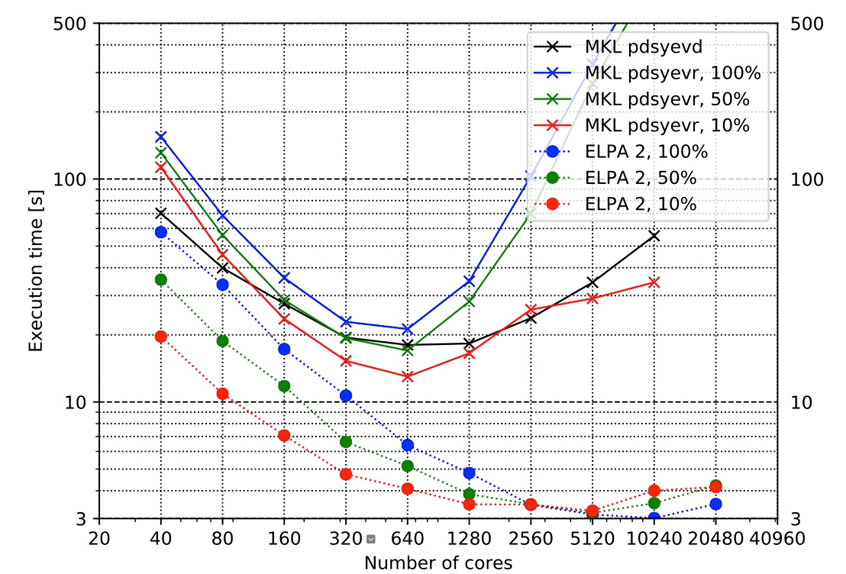 500
500
MKL pdsyevd
MKL pdsyevr, 100%
MKL pdsyevr, 50%
MKL pdsyevr, 10%
ELPA 2, 100%
ELPA 2, 50%
ELPA 2, 10%
100
100
Execution time [s]
10
10
3
3
20 40 80 160 320 640 1280 2560 5120 10240 20480 40960
Number of cores